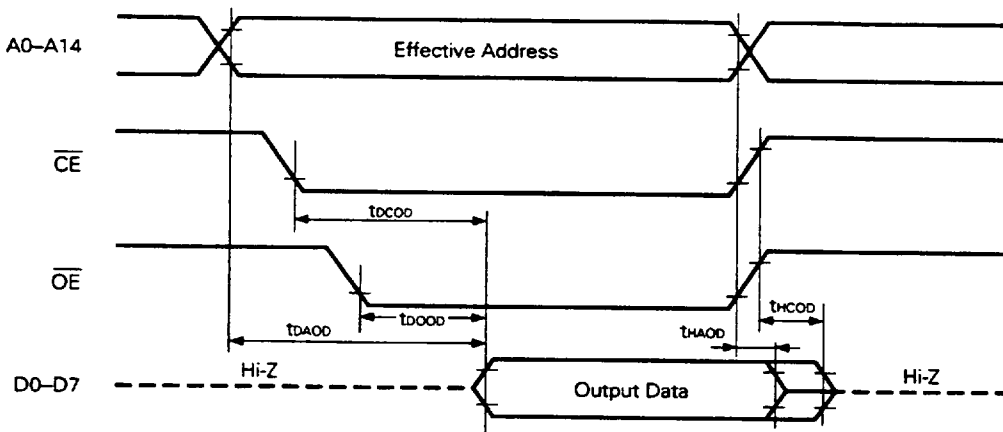 A0–A14
Effective Address
CE
tDCOD
OE
tDOOD
tHCOD
tDAOD
tHAOD
Hi-Z
Hi-Z
D0–D7
Output Data